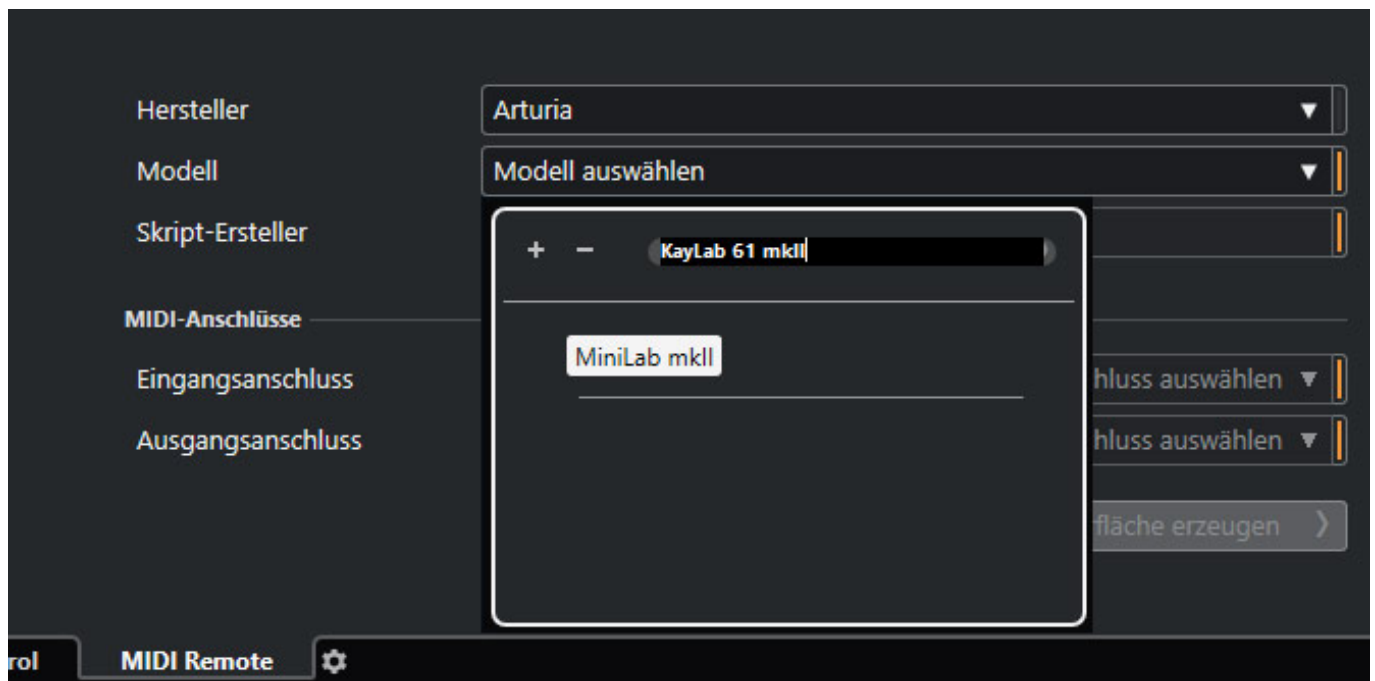 Hersteller Arturia
Modell Modell auswählen
Skript-Ersteller
+ − KayLab 61 mkII
MIDI-Anschlüsse
MiniLab mkII
Eingangsanschluss hluss auswählen
Ausgangsanschluss hluss auswählen
fläche erzeugen
rol MIDI Remote